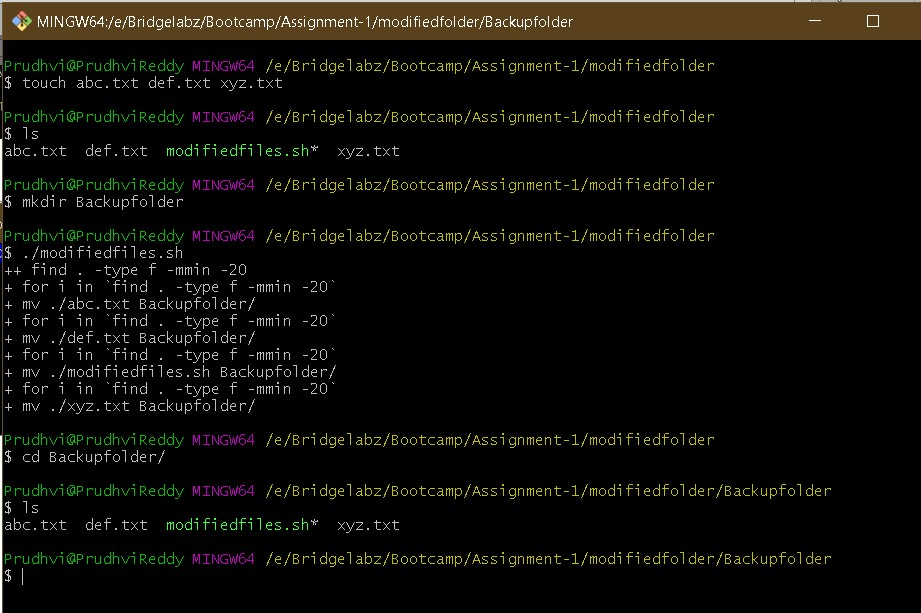 MINGW64:/e/Bridgelabz/Bootcamp/Assignment-1/modifiedfolder/Backupfolder
Prudhvi@PrudhviReddy MINGW64 /e/Bridgelabz/Bootcamp/Assignment-1/modifiedfolder
$ touch abc.txt def.txt xyz.txt
Prudhvi@PrudhviReddy MINGW64 /e/Bridgelabz/Bootcamp/Assignment-1/modifiedfolder
$ ls
abc.txt  def.txt  modifiedfiles.sh*  xyz.txt
Prudhvi@PrudhviReddy MINGW64 /e/Bridgelabz/Bootcamp/Assignment-1/modifiedfolder
$ mkdir Backupfolder
Prudhvi@PrudhviReddy MINGW64 /e/Bridgelabz/Bootcamp/Assignment-1/modifiedfolder
$ ./modifiedfiles.sh
++ find . -type f -mmin -20
+ for i in `find . -type f -mmin -20`
+ mv ./abc.txt Backupfolder/
+ for i in `find . -type f -mmin -20`
+ mv ./def.txt Backupfolder/
+ for i in `find . -type f -mmin -20`
+ mv ./modifiedfiles.sh Backupfolder/
+ for i in `find . -type f -mmin -20`
+ mv ./xyz.txt Backupfolder/
Prudhvi@PrudhviReddy MINGW64 /e/Bridgelabz/Bootcamp/Assignment-1/modifiedfolder
$ cd Backupfolder/
Prudhvi@PrudhviReddy MINGW64 /e/Bridgelabz/Bootcamp/Assignment-1/modifiedfolder/Backupfolder
$ ls
abc.txt  def.txt  modifiedfiles.sh*  xyz.txt
Prudhvi@PrudhviReddy MINGW64 /e/Bridgelabz/Bootcamp/Assignment-1/modifiedfolder/Backupfolder
$